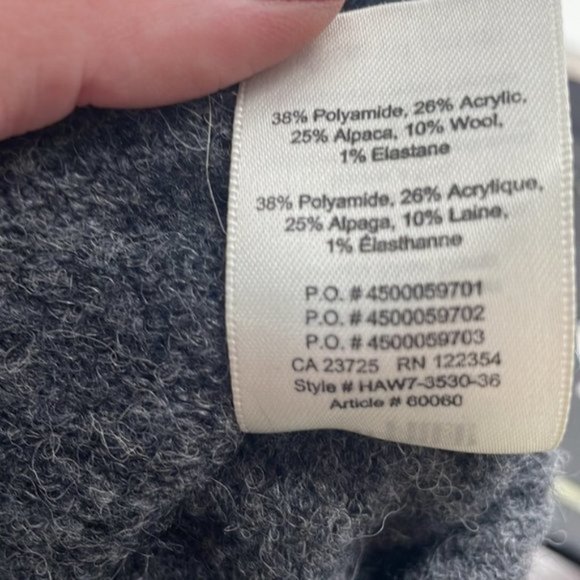 38% Polyamide, 26% Acrylic,
25% Alpaca, 10% Wool,
1% Elastane
38% Polyamide, 26% Acrylique,
25% Alpaga, 10% Laine,
1% Élasthanne
P.O. # 4500059701
P.O. # 4500059702
P.O. # 4500059703
CA 23725 RN 122354
Style # HAW7-3530-36
Article # 60060